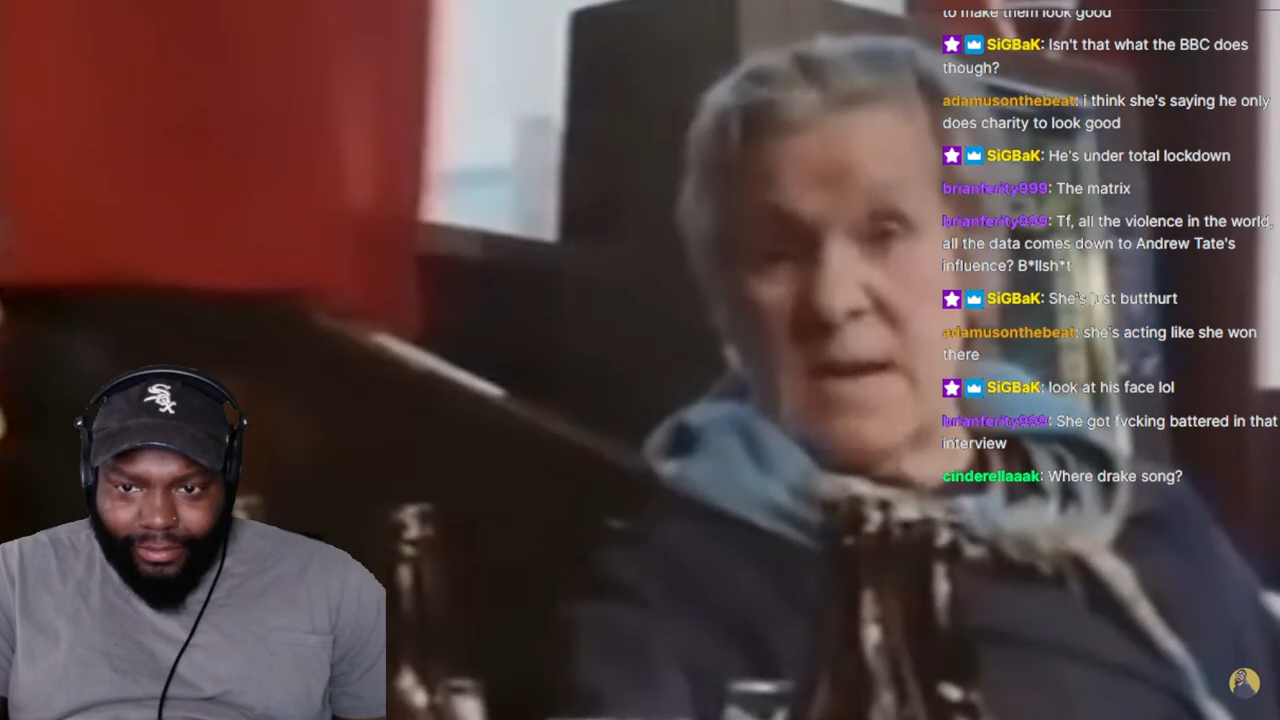 to make them look good
SiGBaK: Isn't that what the BBC does
though?
adamusonthebeat: i think she's saying he only
does charity to look good
SiGBaK: He's under total lockdown
brianferity999: The matrix
brianferity999: Tf, all the violence in the world,
all the data comes down to Andrew Tate's
influence? B*llsh*t
SiGBaK: She's just butthurt
adamusonthebeat: she's acting like she won
there
SiGBaK: look at his face lol
brianferity999: She got fvcking battered in that
interview
cinderellaaak: Where drake song?
SOX